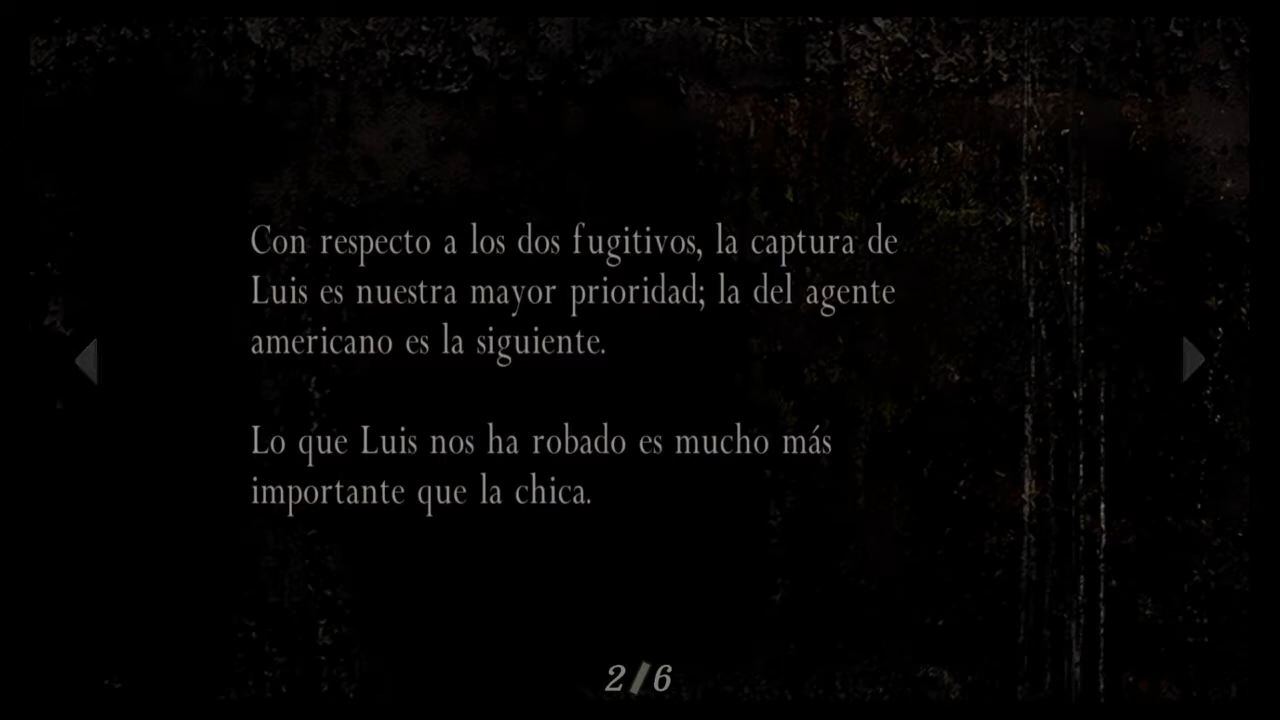 Con respecto a los dos fugitivos, la captura de
Luis es nuestra mayor prioridad; la del agente
americano es la siguiente.
Lo que Luis nos ha robado es mucho más
importante que la chica.
2/6